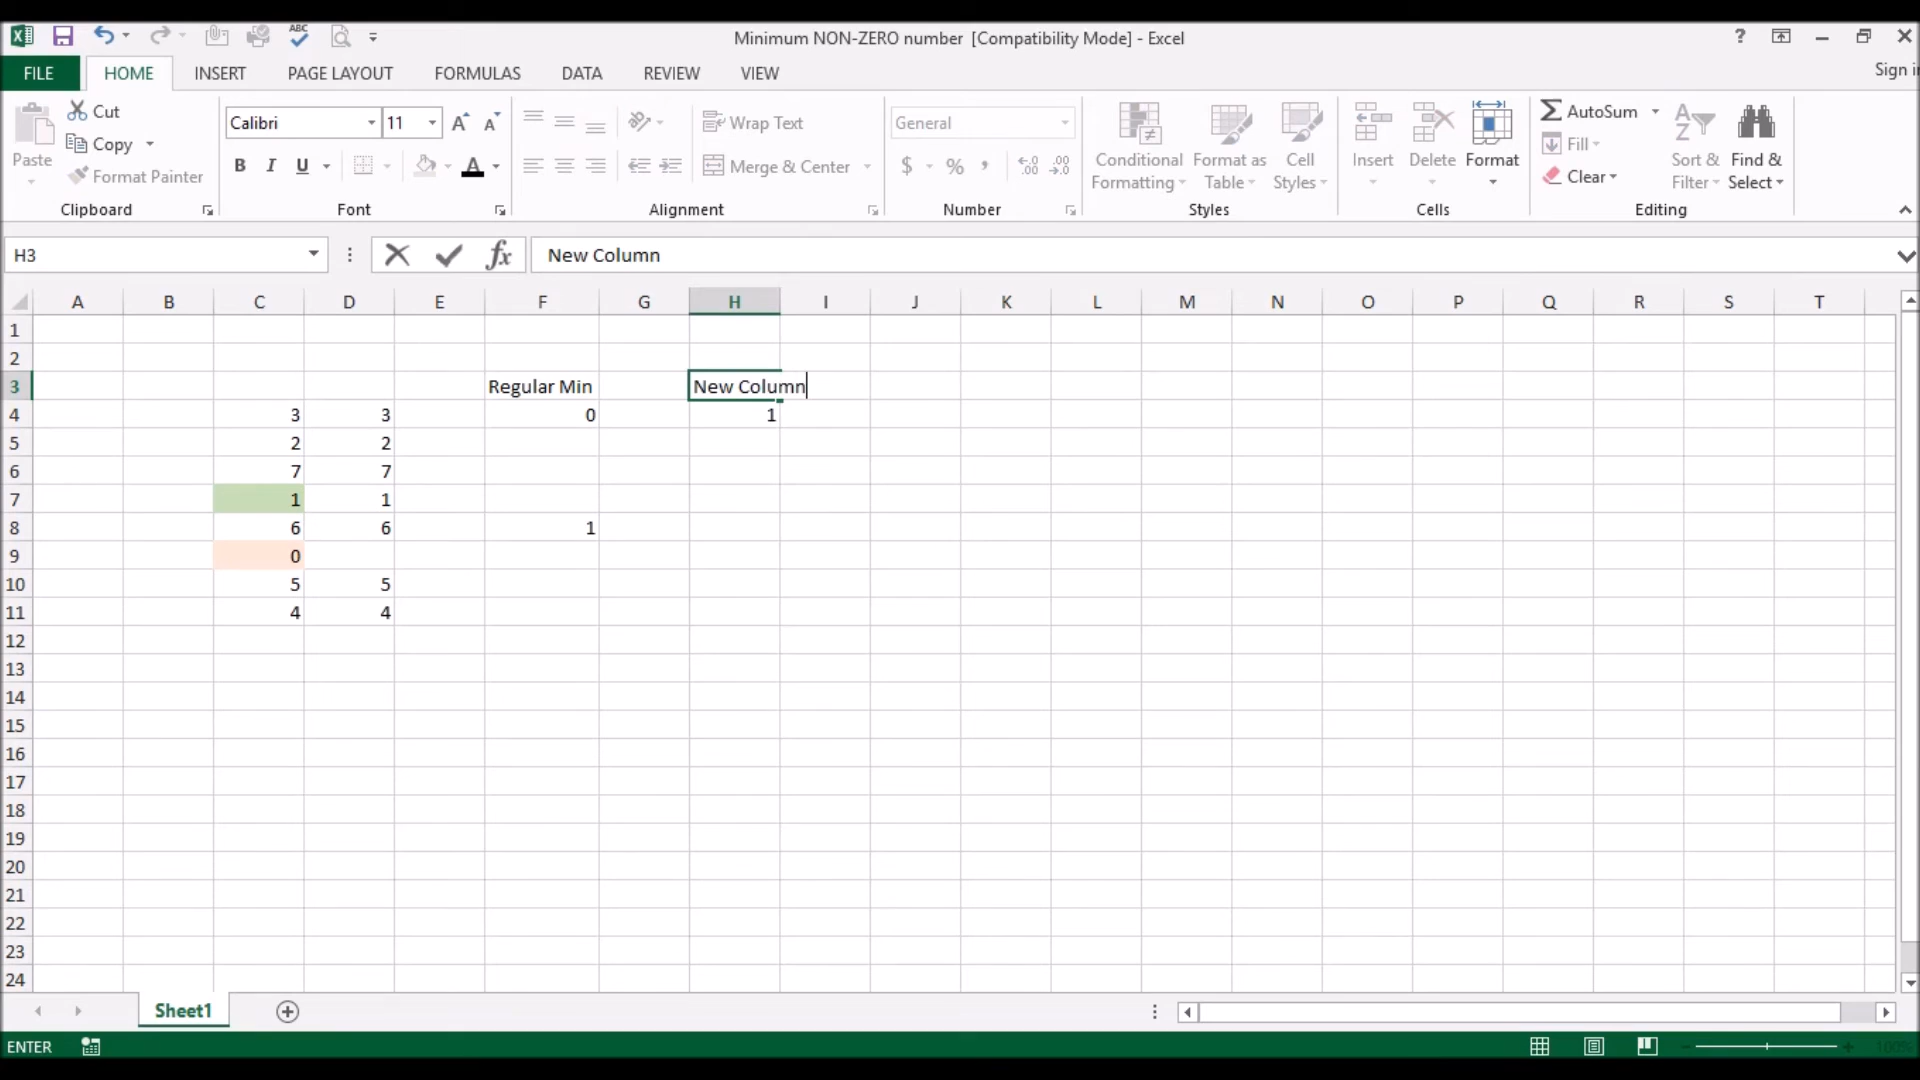 Minimum NON-ZERO number [Compatibility Mode] - Excel
?
FILE HOME INSERT PAGE LAYOUT FORMULAS DATA REVIEW VIEW
Sign in
Paste
Cut
Copy
Format Painter
Clipboard
Calibri 11
B I U A
Font
Wrap Text
Merge & Center
Alignment
General
$ % ,
Number
Conditional Formatting
Format as Table
Cell Styles
Styles
Insert Delete Format
Cells
AutoSum
Fill
Clear
Sort & Filter
Find & Select
Editing
H3 fx New Column
A B C D E F G H I J K L M N O P Q R S T
1
2
3 Regular Min New Column
4 3 3 0 1
5 2 2
6 7 7
7 1 1
8 6 6 1
9 0
10 5 5
11 4 4
12
13
14
15
16
17
18
19
20
21
22
23
24
Sheet1
ENTER